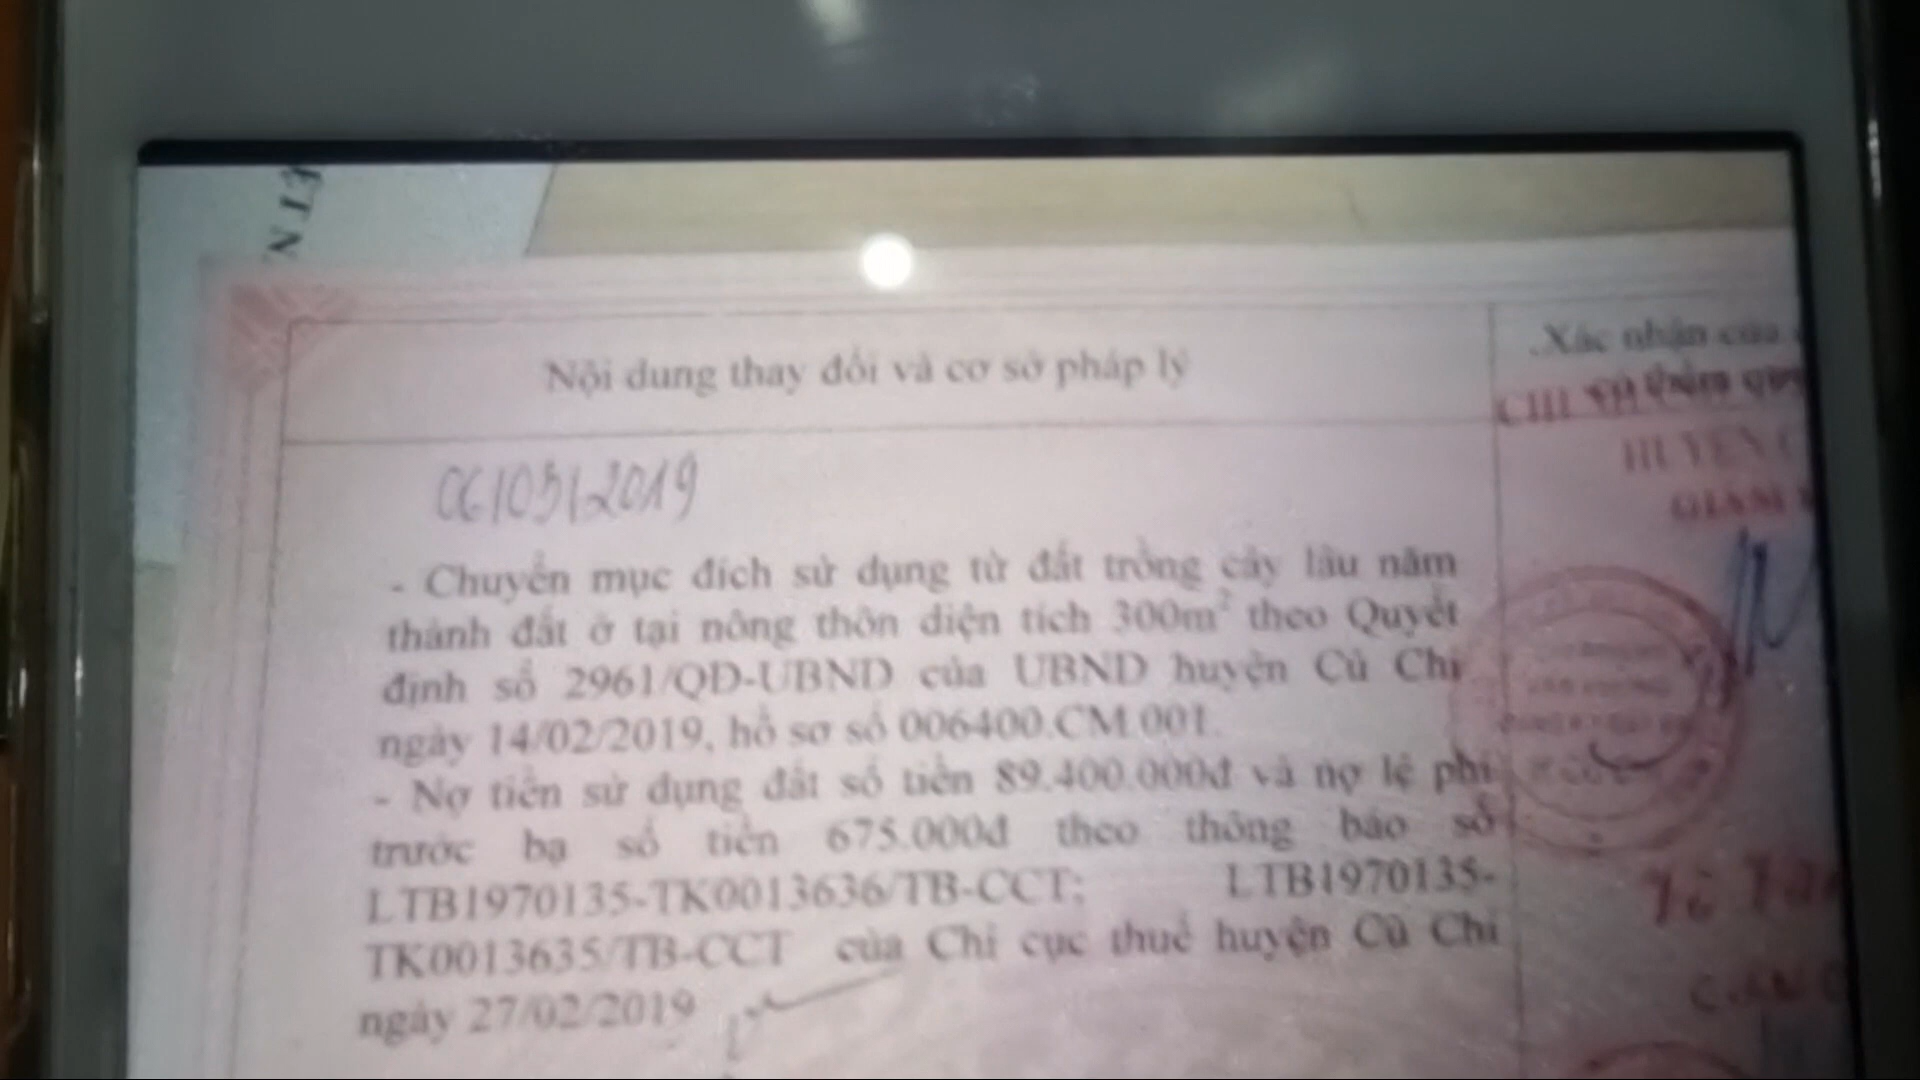 ỆT N
Nội dung thay đổi và cơ sở pháp lý
Xác nhận của
CHI
HUYỆN C
GIÁM
06/03/2019
- Chuyển mục đích sử dụng từ đất trồng cây lâu năm
thành đất ở tại nông thôn diện tích 300m² theo Quyết
định số 2961/QĐ-UBND của UBND huyện Củ Chi
ngày 14/02/2019, hồ sơ số 006400.CM.001.
- Nợ tiền sử dụng đất số tiền 89.400.000đ và nợ lệ phí
trước bạ số tiền 675.000đ theo thông báo số
LTB1970135-TK0013636/TB-CCT; LTB1970135-
TK0013635/TB-CCT của Chi cục thuế huyện Củ Chi
ngày 27/02/2019